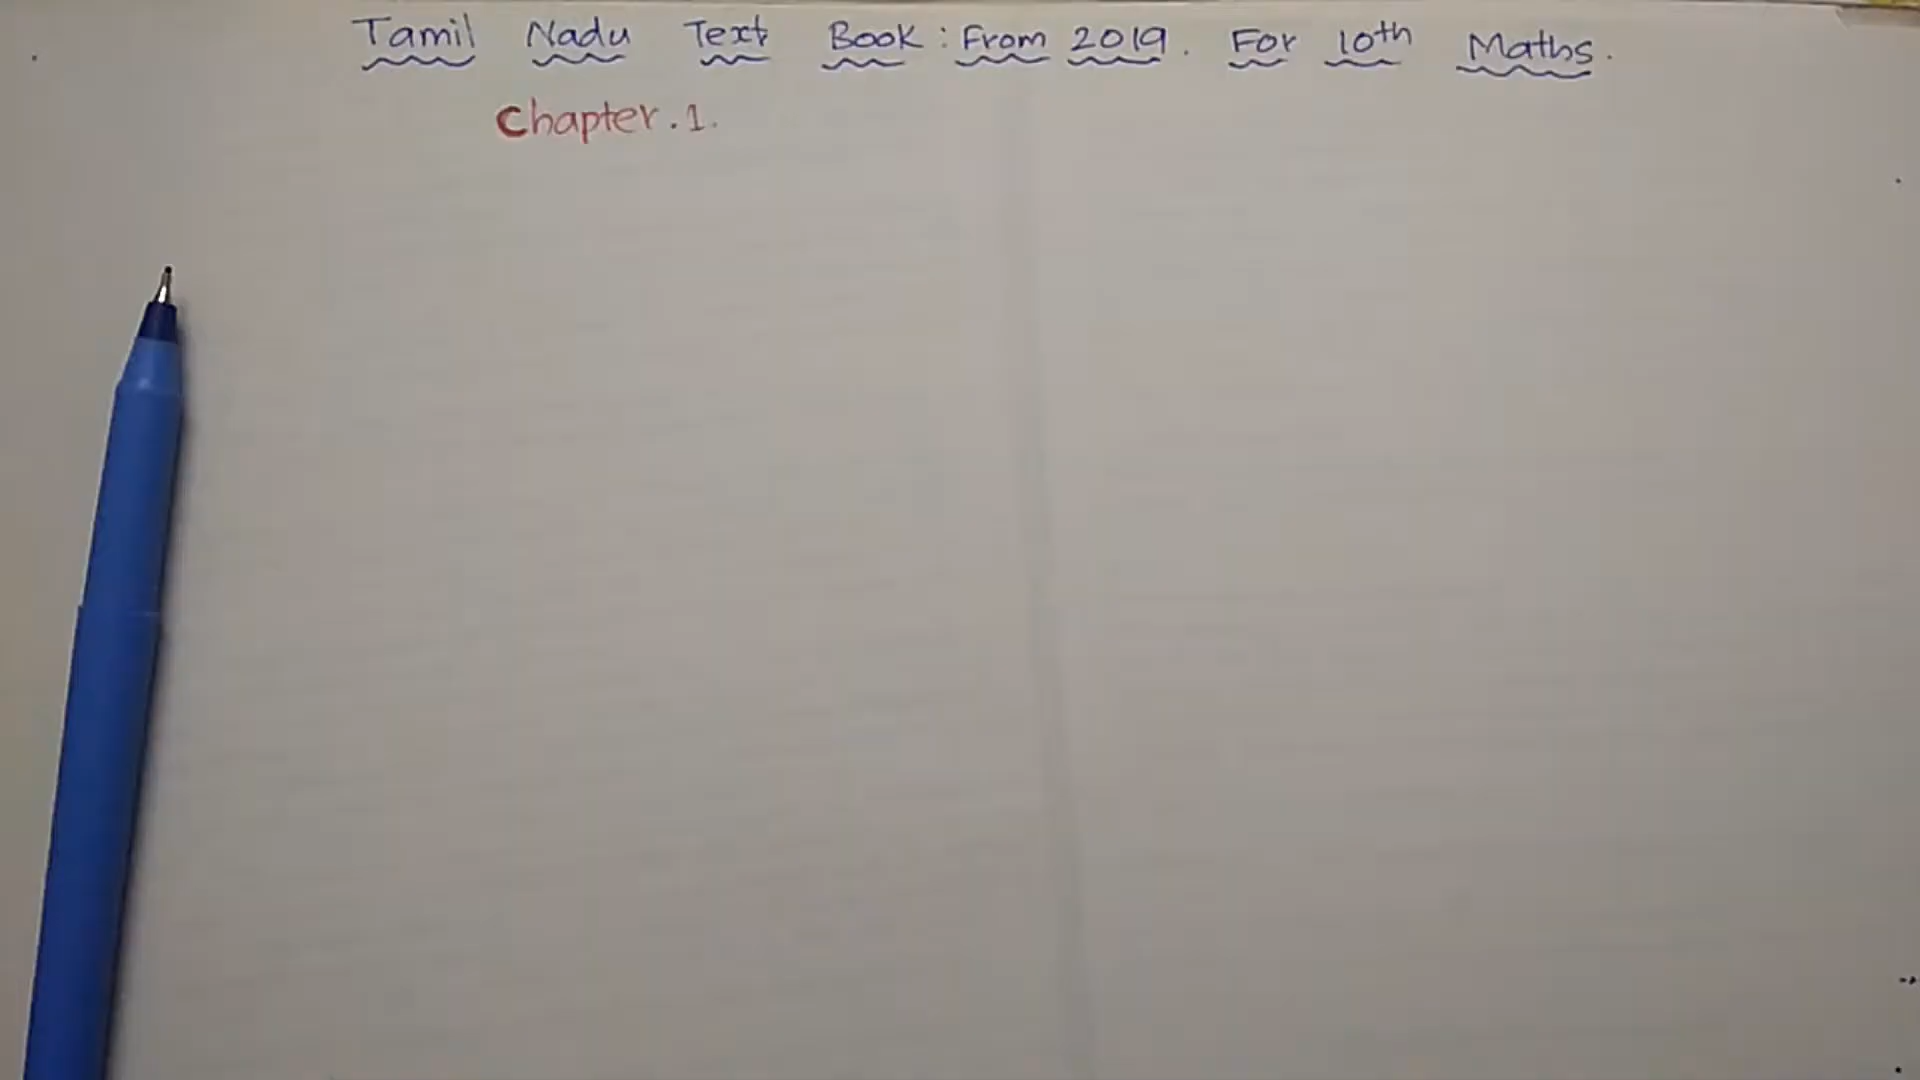 Tamil Nadu Text Book : From 2019. For 10th Maths.
Chapter.1.